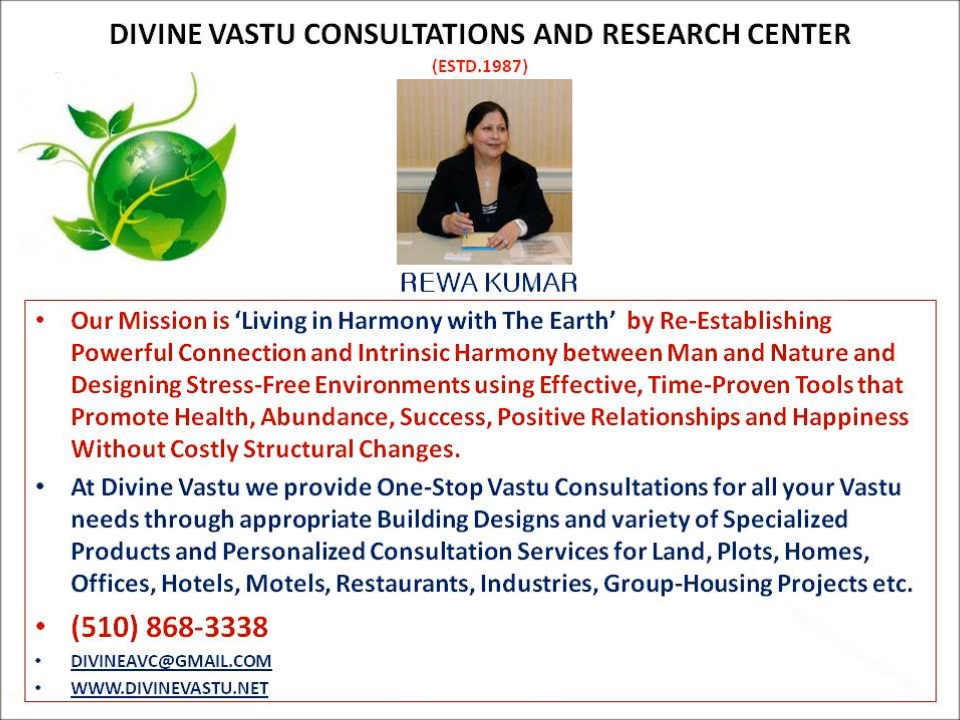 DIVINE VASTU CONSULTATIONS AND RESEARCH CENTER
(ESTD.1987)
REWA KUMAR
• Our Mission is ‘Living in Harmony with The Earth’ by Re-Establishing
Powerful Connection and Intrinsic Harmony between Man and Nature and
Designing Stress-Free Environments using Effective, Time-Proven Tools that
Promote Health, Abundance, Success, Positive Relationships and Happiness
Without Costly Structural Changes.
• At Divine Vastu we provide One-Stop Vastu Consultations for all your Vastu
needs through appropriate Building Designs and variety of Specialized
Products and Personalized Consultation Services for Land, Plots, Homes,
Offices, Hotels, Motels, Restaurants, Industries, Group-Housing Projects etc.
• (510) 868-3338
• DIVINEAVC@GMAIL.COM
• WWW.DIVINEVASTU.NET